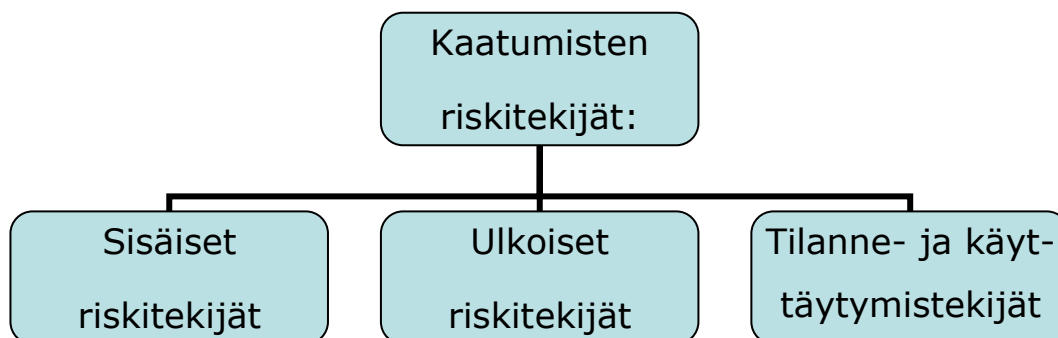 Kaatumisten
riskitekijät:
Sisäiset
riskitekijät
Ulkoiset
riskitekijät
Tilanne- ja käyt-
täytymistekijät